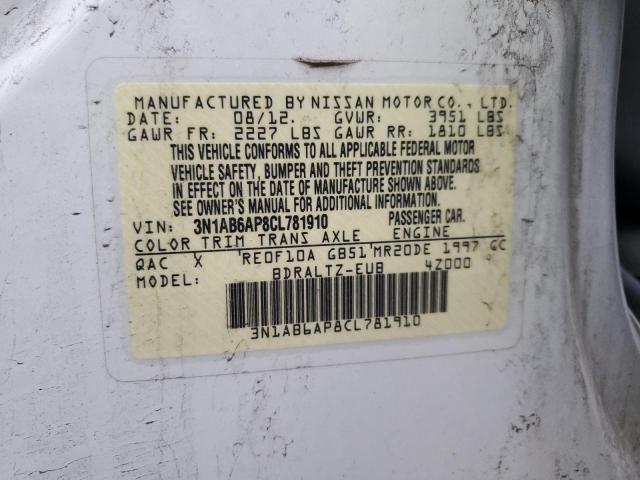 MANUFACTURED BY NISSAN MOTOR CO., LTD.
DATE: 08/12. GVWR: 3951 LBS
GAWR FR: 2227 LBS GAWR RR: 1810 LBS
THIS VEHICLE CONFORMS TO ALL APPLICABLE FEDERAL MOTOR
VEHICLE SAFETY, BUMPER AND THEFT PREVENTION STANDARDS
IN EFFECT ON THE DATE OF MANUFACTURE SHOWN ABOVE.
SEE OWNER'S MANUAL FOR ADDITIONAL INFORMATION.
VIN: 3N1AB6AP8CL781910 PASSENGER CAR.
COLOR TRIM TRANS AXLE ENGINE
QAC X RE0F10A GB51 MR20DE 1997 CC
MODEL: BDRALTZ-EUB 4Z000
3N1AB6AP8CL781910